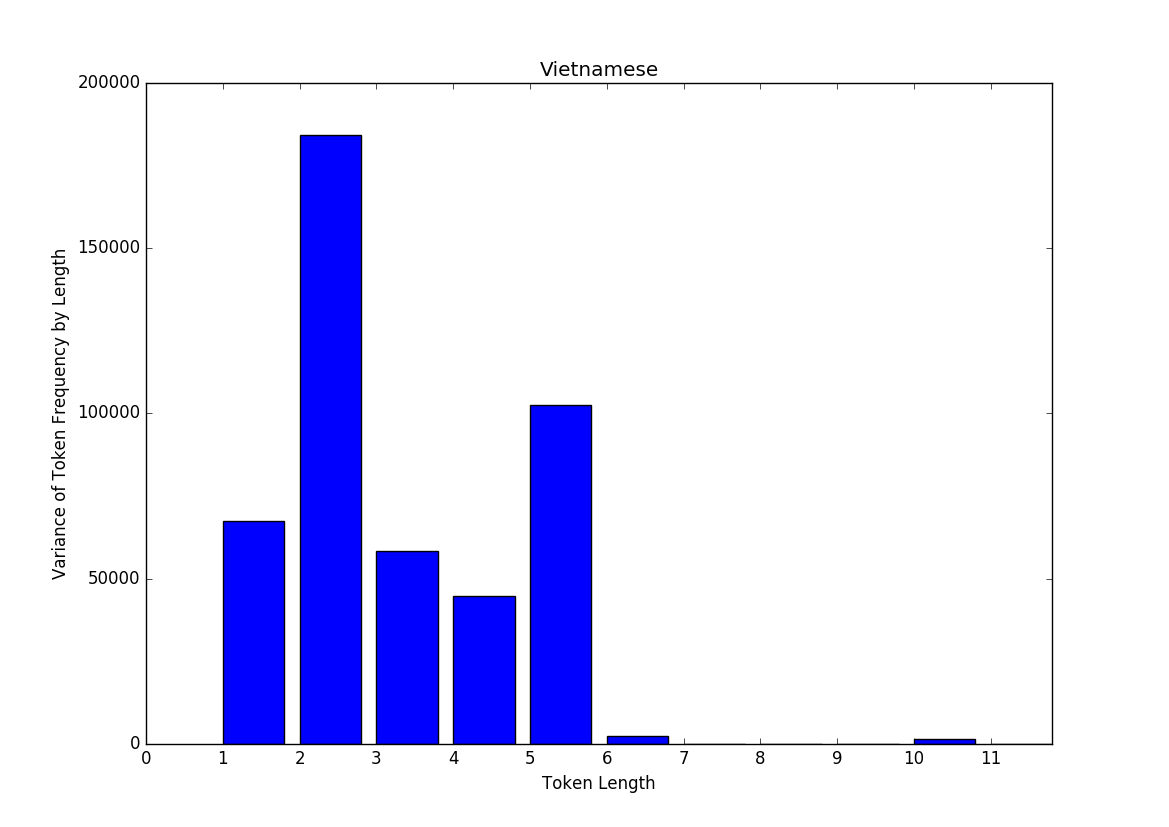 Vietnamese
200000
150000
100000
50000
0
Variance of Token Frequency by Length
0 1 2 3 4 5 6 7 8 9 10 11
Token Length